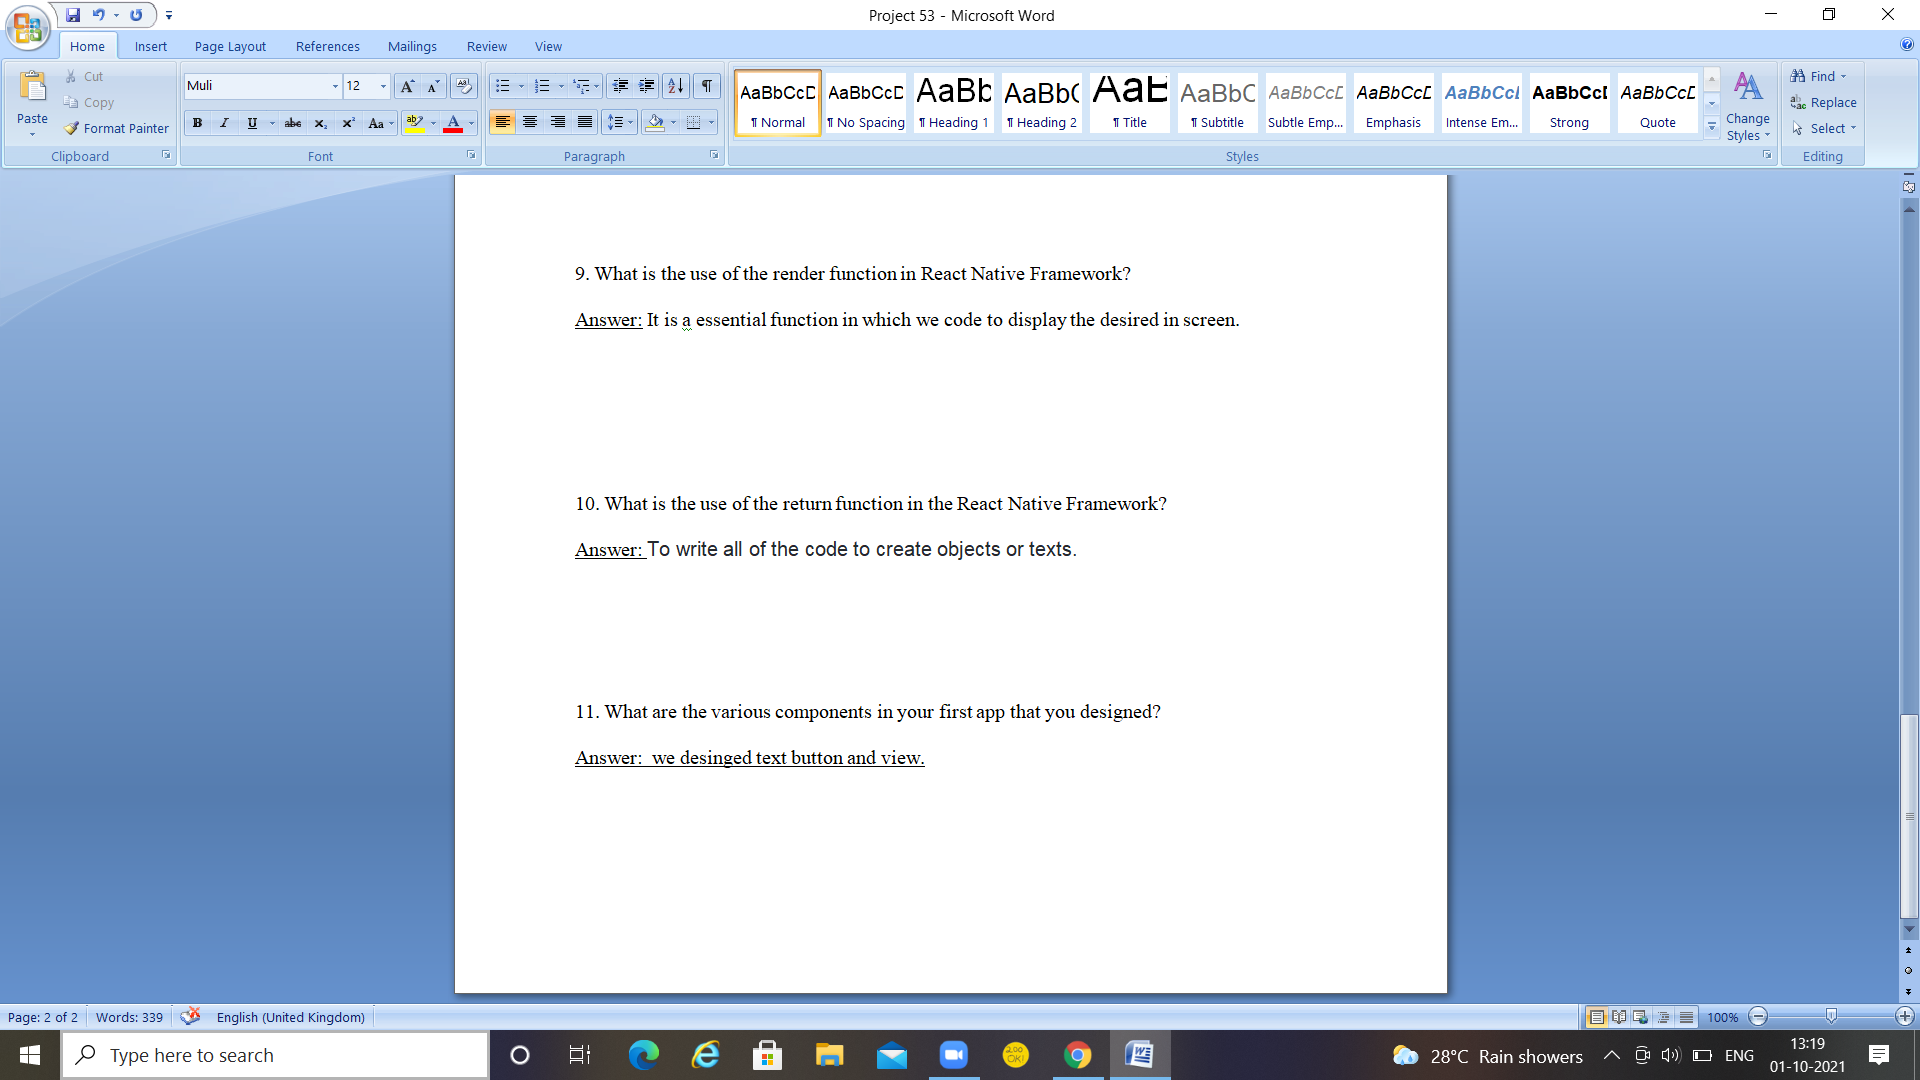 Project 53 - Microsoft Word
Home Insert Page Layout References Mailings Review View
Paste
Cut
Copy
Format Painter
Clipboard
Muli 12
B I U abc x₂ x² Aa ab A
Font
Paragraph
AaBbCcD AaBbCcD AaBb AaBbC AaB AaBbC AaBbCcD AaBbCcD AaBbCcD AaBbCcD AaBbCcD
¶ Normal ¶ No Spacing ¶ Heading 1 ¶ Heading 2 ¶ Title ¶ Subtitle Subtle Emp... Emphasis Intense Em... Strong Quote
Change Styles
Styles
Find
Replace
Select
Editing
9. What is the use of the render function in React Native Framework?
Answer: It is a essential function in which we code to display the desired in screen.
10. What is the use of the return function in the React Native Framework?
Answer: To write all of the code to create objects or texts.
11. What are the various components in your first app that you designed?
Answer:  we desinged text button and view.
Page: 2 of 2 Words: 339 English (United Kingdom) 100%
Type here to search
28°C Rain showers ENG
13:19
01-10-2021